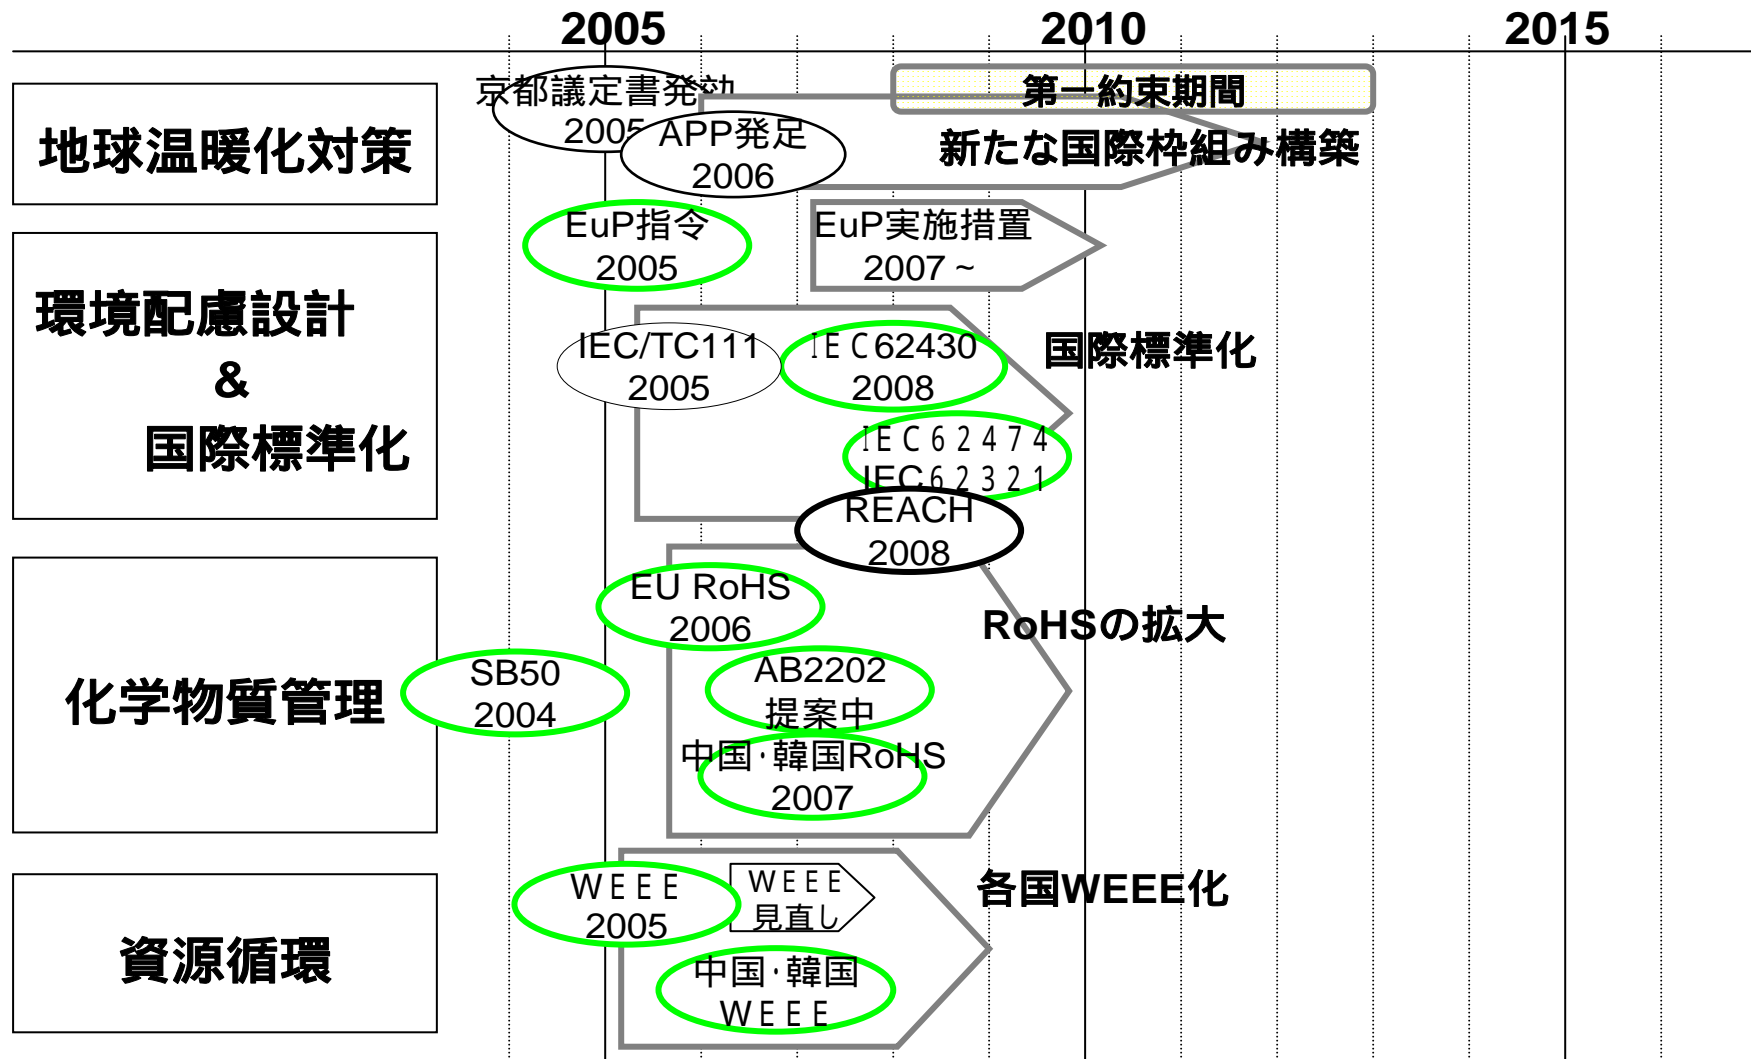 2005
2010
2015
地球温暖化対策
京都議定書発効
2005
APP発足
2006
第一約束期間
新たな国際枠組み構築
環境配慮設計
&
国際標準化
EuP指令
2005
EuP実施措置
2007 ~
IEC/TC111
2005
ＩＥＣ62430
2008
国際標準化
ＩＥＣ６２４７４
IEC６２３２１
化学物質管理
REACH
2008
EU RoHS
2006
RoHSの拡大
SB50
2004
AB2202
提案中
中国･韓国RoHS
2007
資源循環
ＷＥＥＥ
2005
ＷＥＥＥ
見直し
各国WEEE化
中国･韓国
ＷＥＥＥ